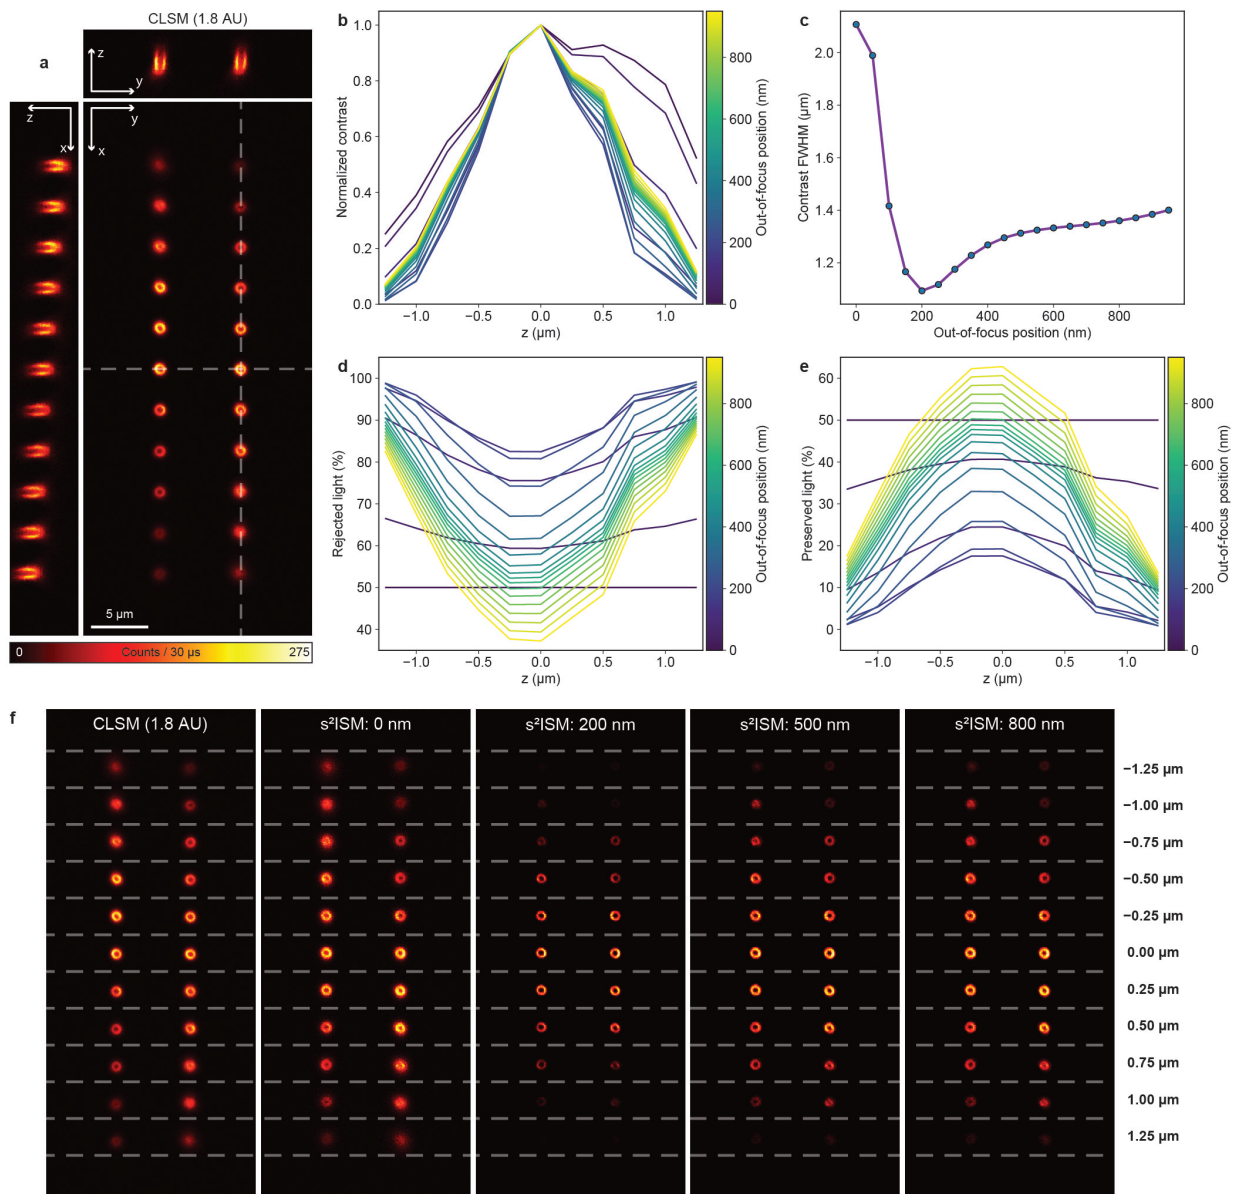 CLSM (1.8 AU)
a
z
y
z
x
y
x
5 µm
0
Counts / 30 µs
275
b
1.0
0.8
0.6
0.4
0.2
0.0
Normalized contrast
−1.0
−0.5
0.0
0.5
1.0
z (µm)
800
600
400
200
0
Out-of-focus position (nm)
c
2.0
1.8
1.6
1.4
1.2
Contrast FWHM (µm)
0
200
400
600
800
Out-of-focus position (nm)
d
100
90
80
70
60
50
40
Rejected light (%)
−1.0
−0.5
0.0
0.5
1.0
z (µm)
800
600
400
200
0
Out-of-focus position (nm)
e
60
50
40
30
20
10
0
Preserved light (%)
−1.0
−0.5
0.0
0.5
1.0
z (µm)
800
600
400
200
0
Out-of-focus position (nm)
f
CLSM (1.8 AU)
s²ISM: 0 nm
s²ISM: 200 nm
s²ISM: 500 nm
s²ISM: 800 nm
−1.25 µm
−1.00 µm
−0.75 µm
−0.50 µm
−0.25 µm
0.00 µm
0.25 µm
0.50 µm
0.75 µm
1.00 µm
1.25 µm